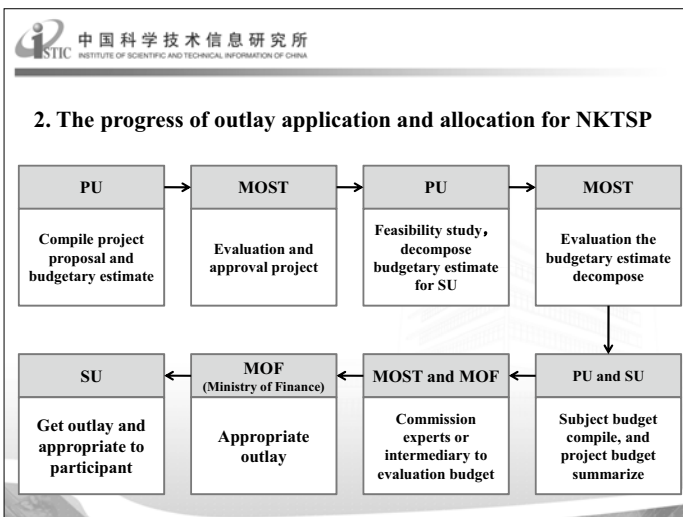 iSTIC 中国科学技术信息研究所
INSTITUTE OF SCIENTIFIC AND TECHNICAL INFORMATION OF CHINA
2. The progress of outlay application and allocation for NKTSP
PU
Compile project
proposal and
budgetary estimate
MOST
Evaluation and
approval project
PU
Feasibility study，
decompose
budgetary estimate
for SU
MOST
Evaluation the
budgetary estimate
decompose
PU and SU
Subject budget
compile, and
project budget
summarize
MOST and MOF
Commission
experts or
intermediary to
evaluation budget
MOF
(Ministry of Finance)
Appropriate
outlay
SU
Get outlay and
appropriate to
participant